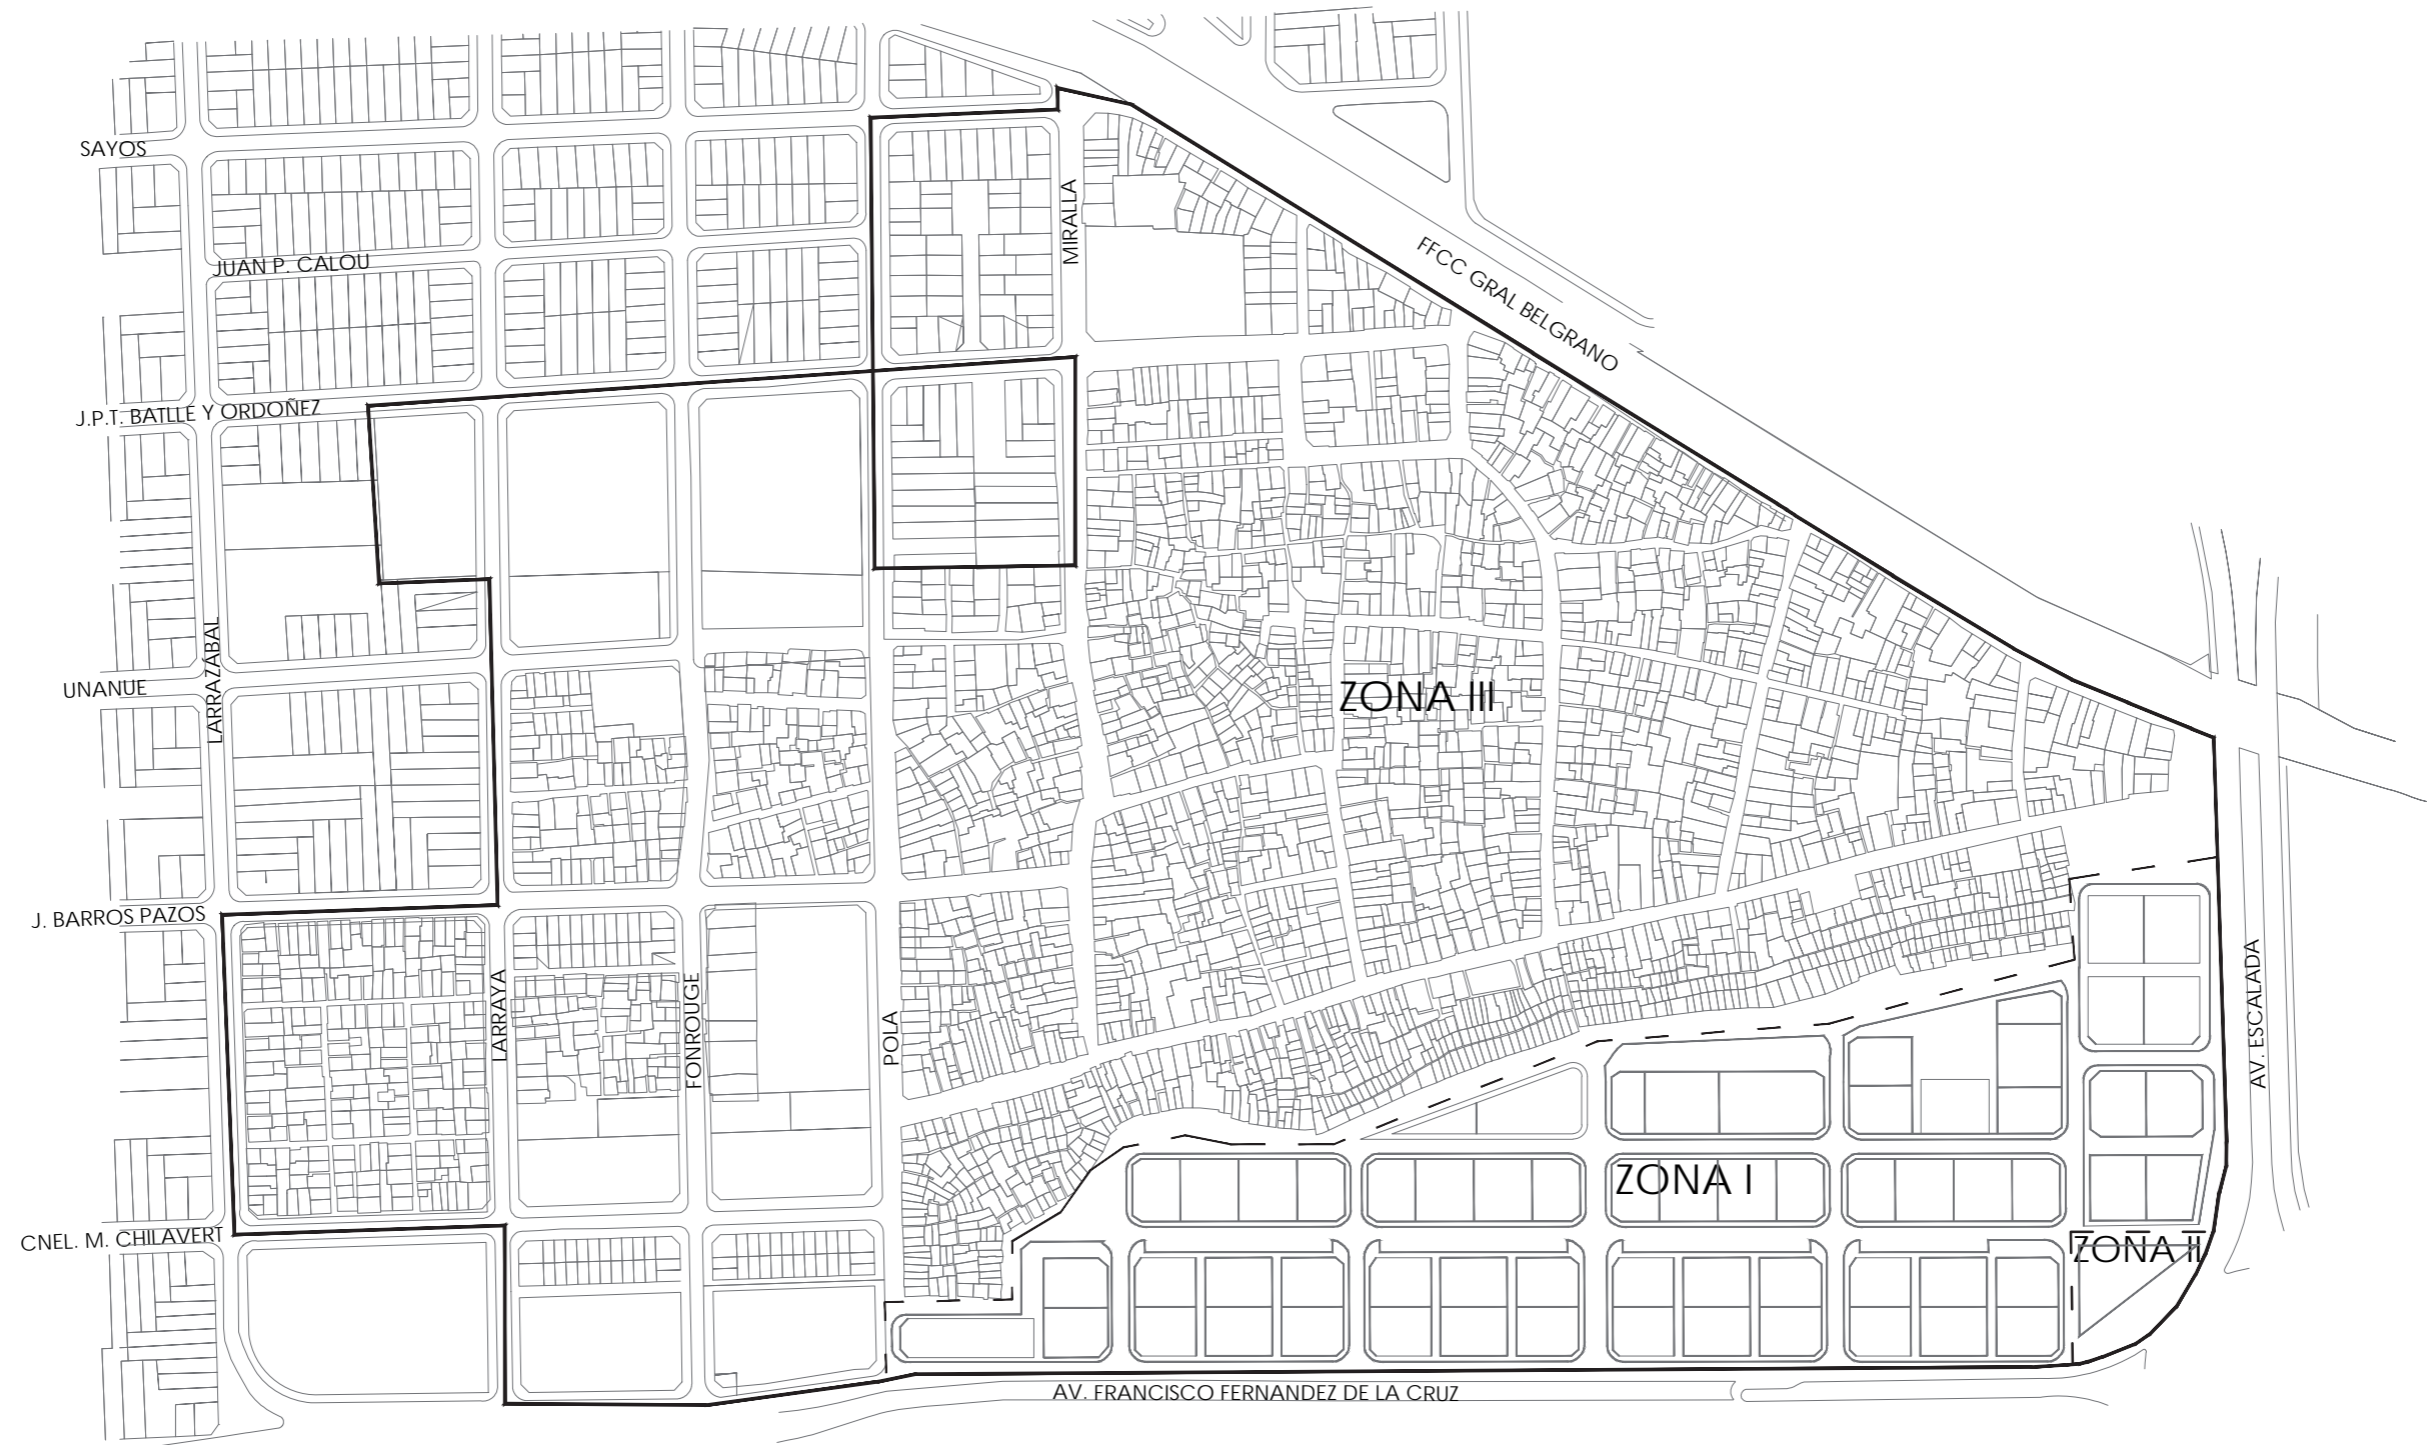 SAYOS
MIRALLA
JUAN P. CALOU
FFCC GRAL BELGRANO
J.P.T. BATLLE Y ORDOÑEZ
LARRAZÁBAL
UNANUE
ZONA III
J. BARROS PAZOS
LARRAYA
FONROUGE
POLA
AV. ESCALADA
ZONA I
CNEL. M. CHILAVERT
ZONA II
AV. FRANCISCO FERNANDEZ DE LA CRUZ